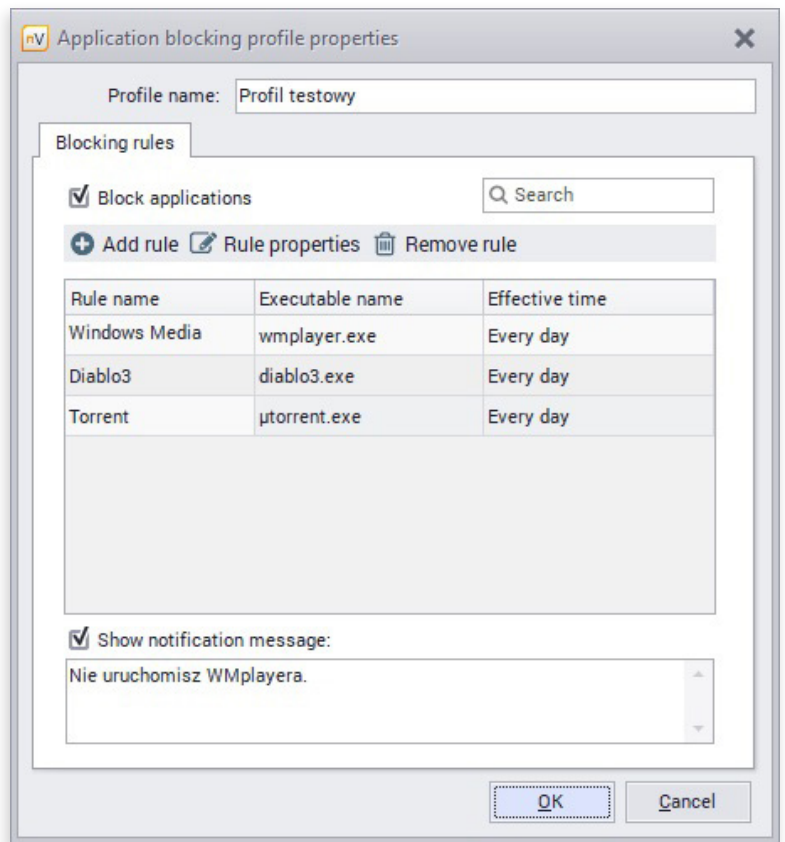 nV Application blocking profile properties
Profile name: Profil testowy
Blocking rules
Block applications Search
Add rule Rule properties Remove rule
Rule name Executable name Effective time
Windows Media wmplayer.exe Every day
Diablo3 diablo3.exe Every day
Torrent µtorrent.exe Every day
Show notification message:
Nie uruchomisz WMplayera.
OK Cancel